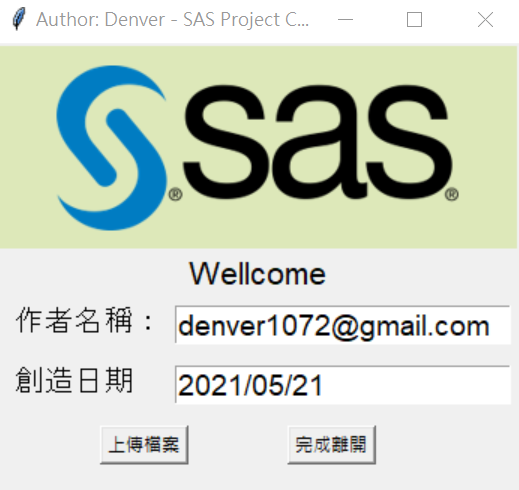 Author: Denver - SAS Project C...
sas
Wellcome
作者名稱：
denver1072@gmail.com
創造日期
2021/05/21
上傳檔案
完成離開